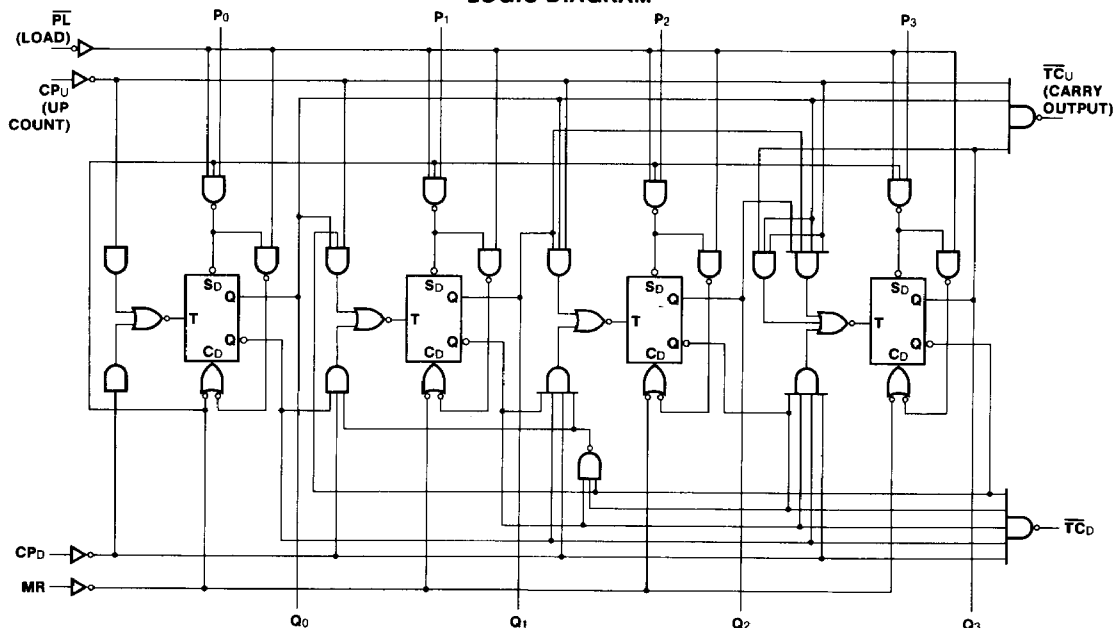 LOGIC DIAGRAM
PL
(LOAD)
P0
P1
P2
P3
CPU
(UP
COUNT)
TCU
(CARRY
OUTPUT)
SD
Q
T
Q
CD
SD
Q
T
Q
CD
SD
Q
T
Q
CD
SD
Q
T
Q
CD
CPD
TCD
MR
Q0
Q1
Q2
Q3